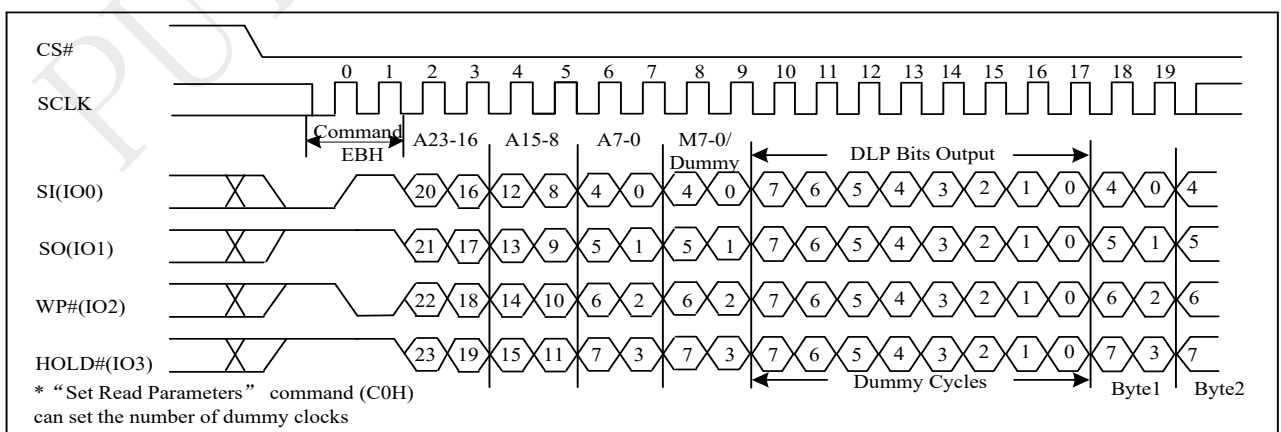 CS#
0 1 2 3 4 5 6 7 8 9 10 11 12 13 14 15 16 17 18 19
SCLK
Command A23-16 A15-8 A7-0 M7-0/
EBH Dummy DLP Bits Output
SI(IO0) 20 16 12 8 4 0 4 0 7 6 5 4 3 2 1 0 4 0 4
SO(IO1) 21 17 13 9 5 1 5 1 7 6 5 4 3 2 1 0 5 1 5
WP#(IO2) 22 18 14 10 6 2 6 2 7 6 5 4 3 2 1 0 6 2 6
HOLD#(IO3) 23 19 15 11 7 3 7 3 7 6 5 4 3 2 1 0 7 3 7
Dummy Cycles Byte1 Byte2
* “Set Read Parameters” command (C0H)
can set the number of dummy clocks